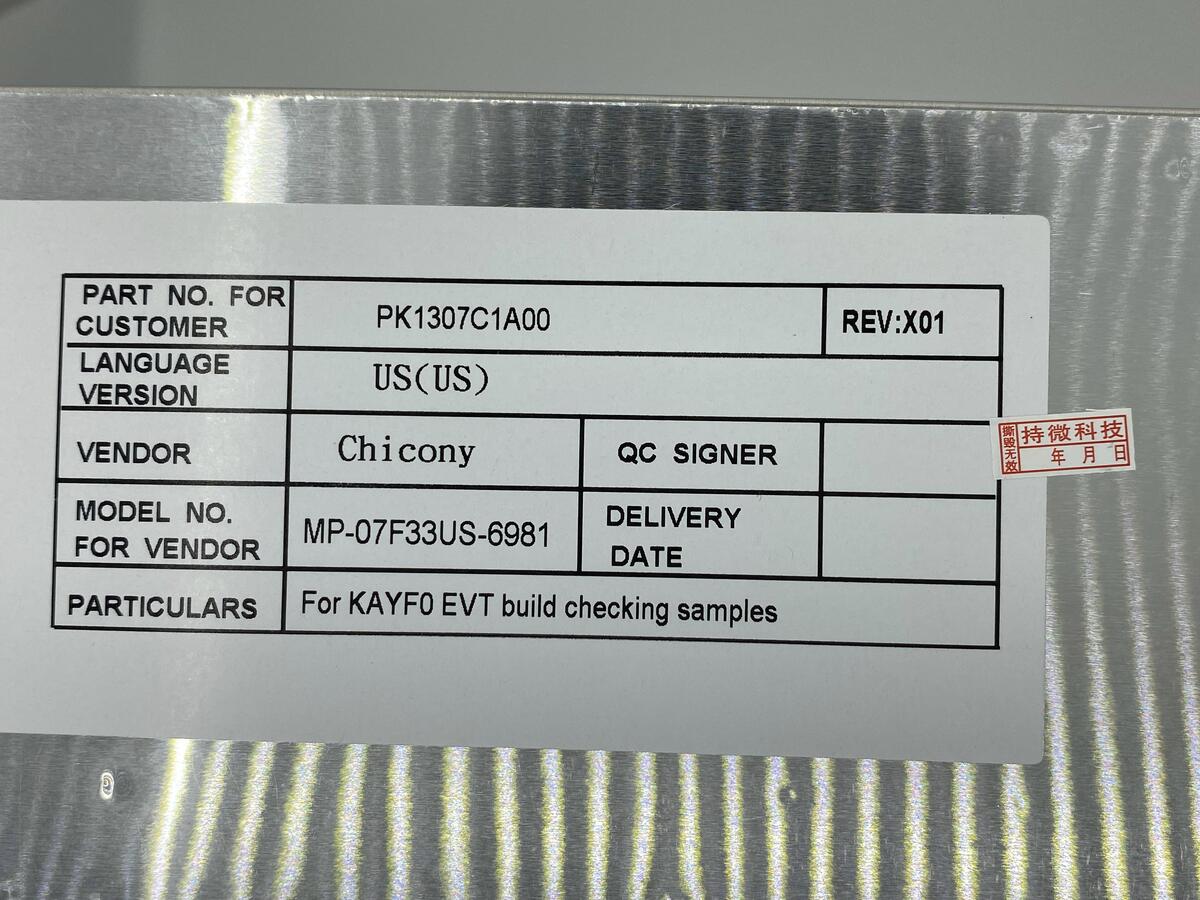 PART NO. FOR
CUSTOMER
PK1307C1A00
REV:X01
LANGUAGE
VERSION
US(US)
VENDOR
Chicony
QC SIGNER
MODEL NO.
FOR VENDOR
MP-07F33US-6981
DELIVERY
DATE
PARTICULARS
For KAYF0 EVT build checking samples
撕毁无效
持微科技
年 月 日